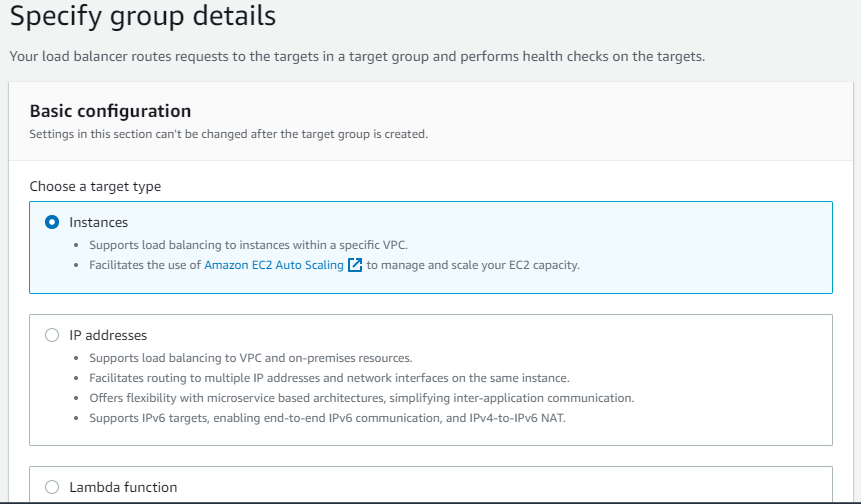 Specify group details
Your load balancer routes requests to the targets in a target group and performs health checks on the targets.
Basic configuration
Settings in this section can't be changed after the target group is created.
Choose a target type
Instances
• Supports load balancing to instances within a specific VPC.
• Facilitates the use of Amazon EC2 Auto Scaling to manage and scale your EC2 capacity.
IP addresses
• Supports load balancing to VPC and on-premises resources.
• Facilitates routing to multiple IP addresses and network interfaces on the same instance.
• Offers flexibility with microservice based architectures, simplifying inter-application communication.
• Supports IPv6 targets, enabling end-to-end IPv6 communication, and IPv4-to-IPv6 NAT.
Lambda function